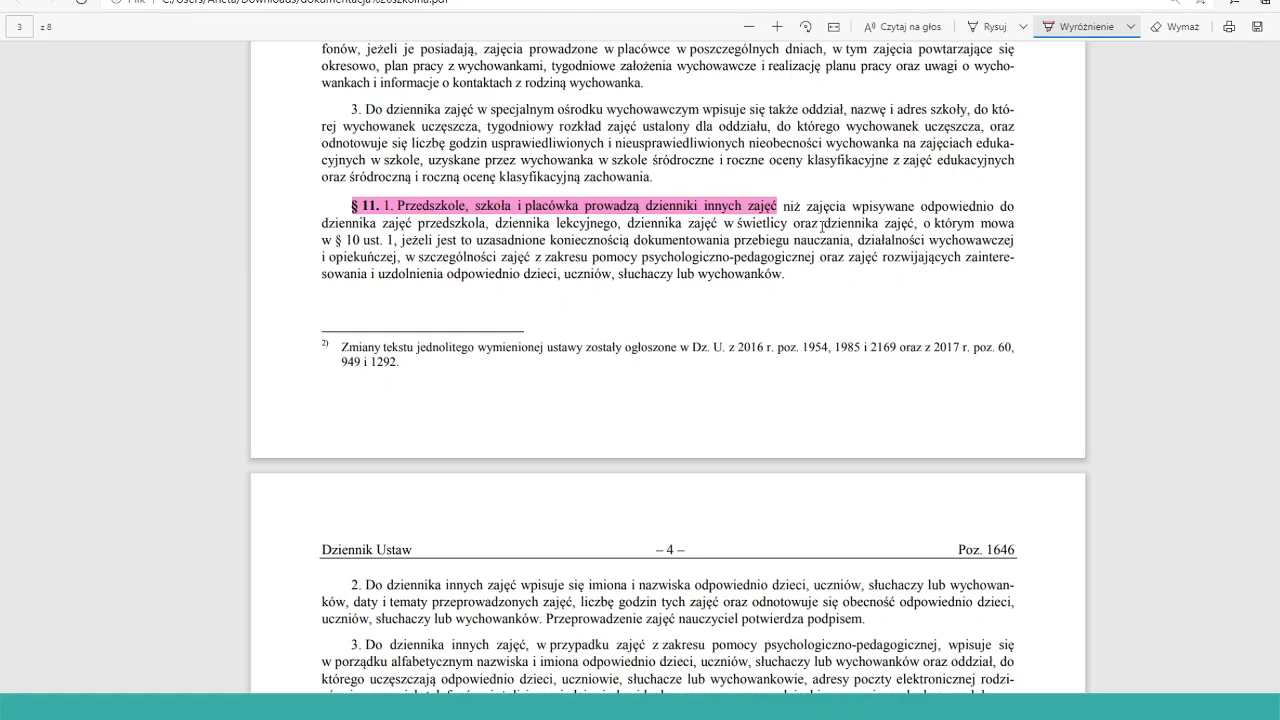 C:/Users/Aneta/Downloads/dokumentacja%20szkolna.pdf
3 z 8 Czytaj na głos Rysuj Wyróżnienie Wymaż
fonów, jeżeli je posiadają, zajęcia prowadzone w placówce w poszczególnych dniach, w tym zajęcia powtarzające się
okresowo, plan pracy z wychowankami, tygodniowe założenia wychowawcze i realizację planu pracy oraz uwagi o wycho-
wankach i informacje o kontaktach z rodziną wychowanka.
3. Do dziennika zajęć w specjalnym ośrodku wychowawczym wpisuje się także oddział, nazwę i adres szkoły, do któ-
rej wychowanek uczęszcza, tygodniowy rozkład zajęć ustalony dla oddziału, do którego wychowanek uczęszcza, oraz
odnotowuje się liczbę godzin usprawiedliwionych i nieusprawiedliwionych nieobecności wychowanka na zajęciach eduka-
cyjnych w szkole, uzyskane przez wychowanka w szkole śródroczne i roczne oceny klasyfikacyjne z zajęć edukacyjnych
oraz śródroczną i roczną ocenę klasyfikacyjną zachowania.
§ 11. 1. Przedszkole, szkoła i placówka prowadzą dzienniki innych zajęć niż zajęcia wpisywane odpowiednio do
dziennika zajęć przedszkola, dziennika lekcyjnego, dziennika zajęć w świetlicy oraz dziennika zajęć, o którym mowa
w § 10 ust. 1, jeżeli jest to uzasadnione koniecznością dokumentowania przebiegu nauczania, działalności wychowawczej
i opiekuńczej, w szczególności zajęć z zakresu pomocy psychologiczno-pedagogicznej oraz zajęć rozwijających zaintere-
sowania i uzdolnienia odpowiednio dzieci, uczniów, słuchaczy lub wychowanków.
2) Zmiany tekstu jednolitego wymienionej ustawy zostały ogłoszone w Dz. U. z 2016 r. poz. 1954, 1985 i 2169 oraz z 2017 r. poz. 60,
949 i 1292.
Dziennik Ustaw – 4 – Poz. 1646
2. Do dziennika innych zajęć wpisuje się imiona i nazwiska odpowiednio dzieci, uczniów, słuchaczy lub wychowan-
ków, daty i tematy przeprowadzonych zajęć, liczbę godzin tych zajęć oraz odnotowuje się obecność odpowiednio dzieci,
uczniów, słuchaczy lub wychowanków. Przeprowadzenie zajęć nauczyciel potwierdza podpisem.
3. Do dziennika innych zajęć, w przypadku zajęć z zakresu pomocy psychologiczno-pedagogicznej, wpisuje się
w porządku alfabetycznym nazwiska i imiona odpowiednio dzieci, uczniów, słuchaczy lub wychowanków oraz oddział, do
którego uczęszczają odpowiednio dzieci, uczniowie, słuchacze lub wychowankowie, adresy poczty elektronicznej rodzi-